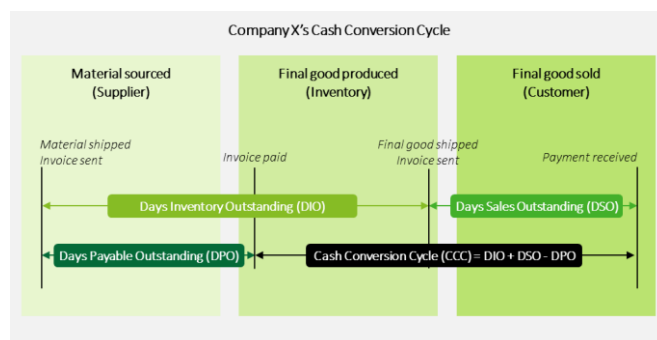 Company X's Cash Conversion Cycle
Material sourced
(Supplier)
Final good produced
(Inventory)
Final good sold
(Customer)
Material shipped
Invoice sent
Invoice paid
Final good shipped
Invoice sent
Payment received
Days Inventory Outstanding (DIO)
Days Sales Outstanding (DSO)
Days Payable Outstanding (DPO)
Cash Conversion Cycle (CCC) = DIO + DSO - DPO